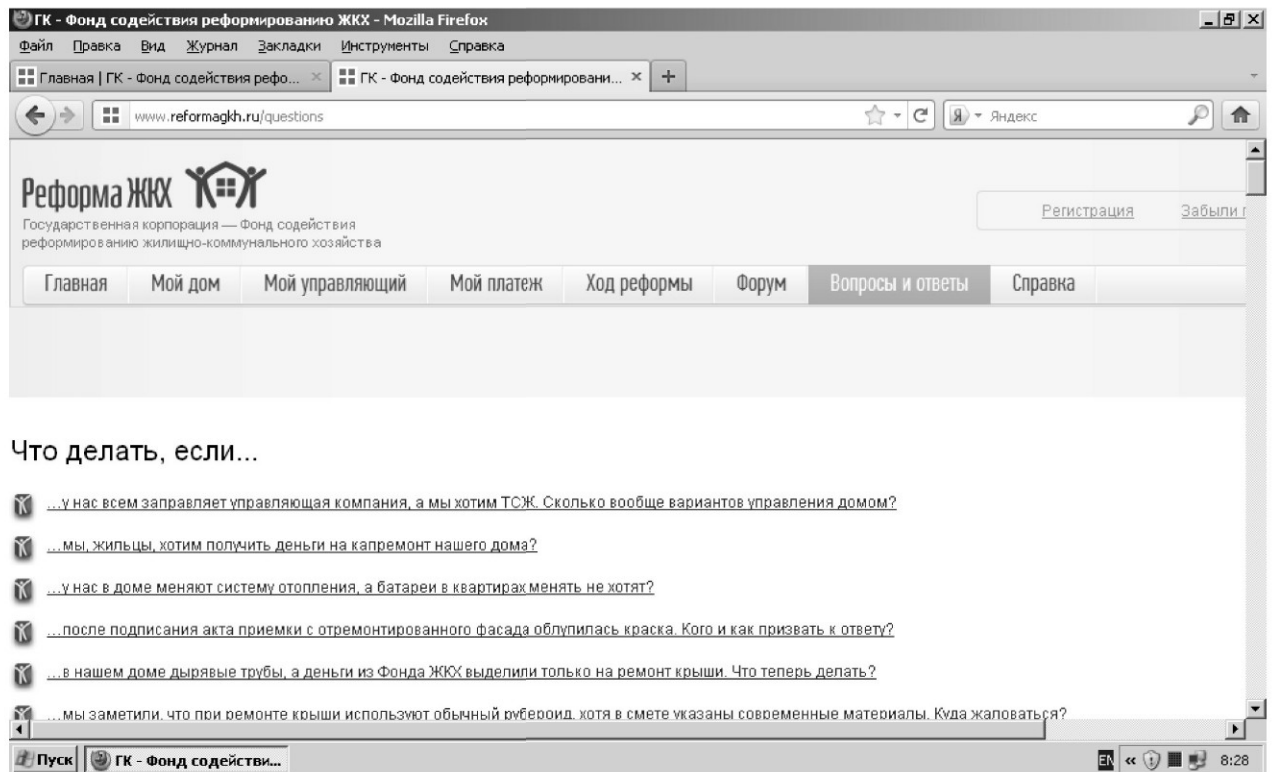 ГК - Фонд содействия реформированию ЖКХ - Mozilla Firefox
Файл Правка Вид Журнал Закладки Инструменты Справка
Главная | ГК - Фонд содействия рефо... ГК - Фонд содействия реформировани...
www.reformagkh.ru/questions Яндекс
Реформа ЖКХ
Государственная корпорация — Фонд содействия
реформированию жилищно-коммунального хозяйства
Регистрация Забыли
Главная Мой дом Мой управляющий Мой платеж Ход реформы Форум Вопросы и ответы Справка
Что делать, если...
...у нас всем заправляет управляющая компания, а мы хотим ТСЖ. Сколько вообще вариантов управления домом?
...мы, жильцы, хотим получить деньги на капремонт нашего дома?
...у нас в доме меняют систему отопления, а батареи в квартирах менять не хотят?
...после подписания акта приемки с отремонтированного фасада облупилась краска. Кого и как призвать к ответу?
...в нашем доме дырявые трубы, а деньги из Фонда ЖКХ выделили только на ремонт крыши. Что теперь делать?
...мы заметили, что при ремонте крыши используют обычный рубероид, хотя в смете указаны современные материалы. Куда жаловаться?
Пуск ГК - Фонд содействи... EN « 8:28